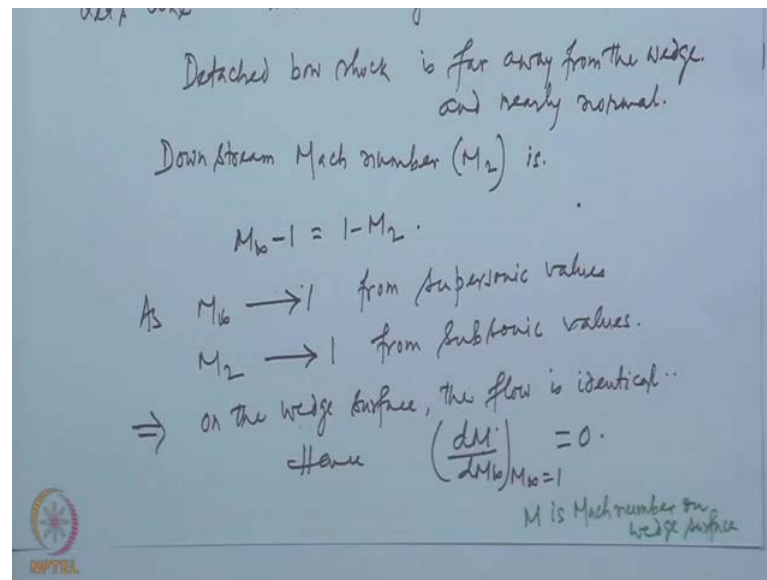 Detached bow shock is far away from the wedge.
and nearly normal.
Down stream Mach number (M₂) is.
M∞-1 = 1-M₂.
As M∞ → 1 from supersonic values
M₂ → 1 from subsonic values.
⇒ on the wedge surface, the flow is identical..
Hence (dM/dM∞)M∞=1 = 0.
M is Mach number on
wedge surface
NPTEL